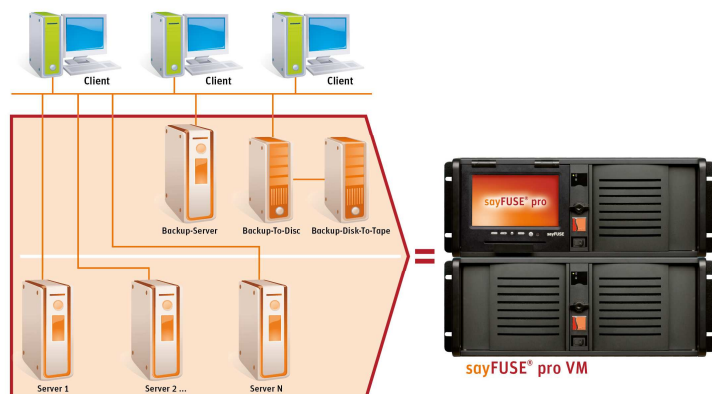 Client
Client
Client
Backup-Server
Backup-To-Disc
Backup-Disk-To-Tape
Server 1
Server 2 ...
Server N
=
sayFUSE® pro
sayFUSE
sayFUSE® pro VM